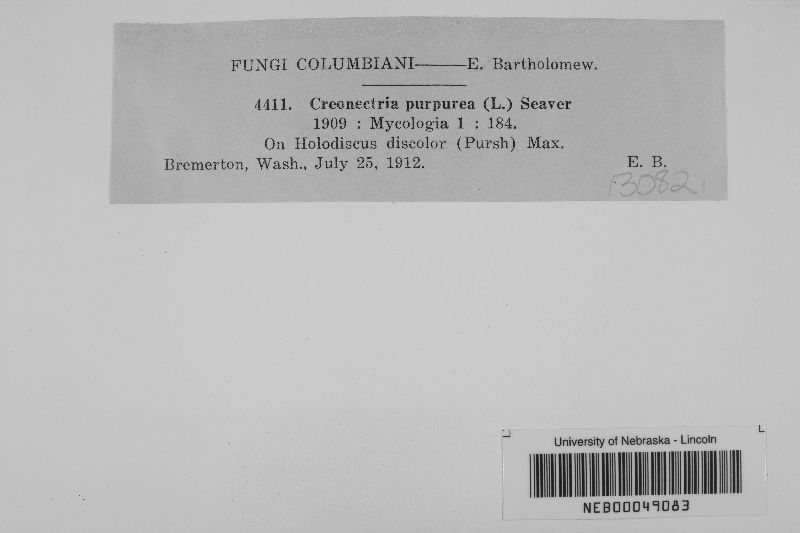 FUNGI COLUMBIANI——E. Bartholomew.
4411. Creonectria purpurea (L.) Seaver
1909 : Mycologia 1 : 184.
On Holodiscus discolor (Pursh) Max.
Bremerton, Wash., July 25, 1912. E. B.
13082
University of Nebraska - Lincoln
NEB00049083